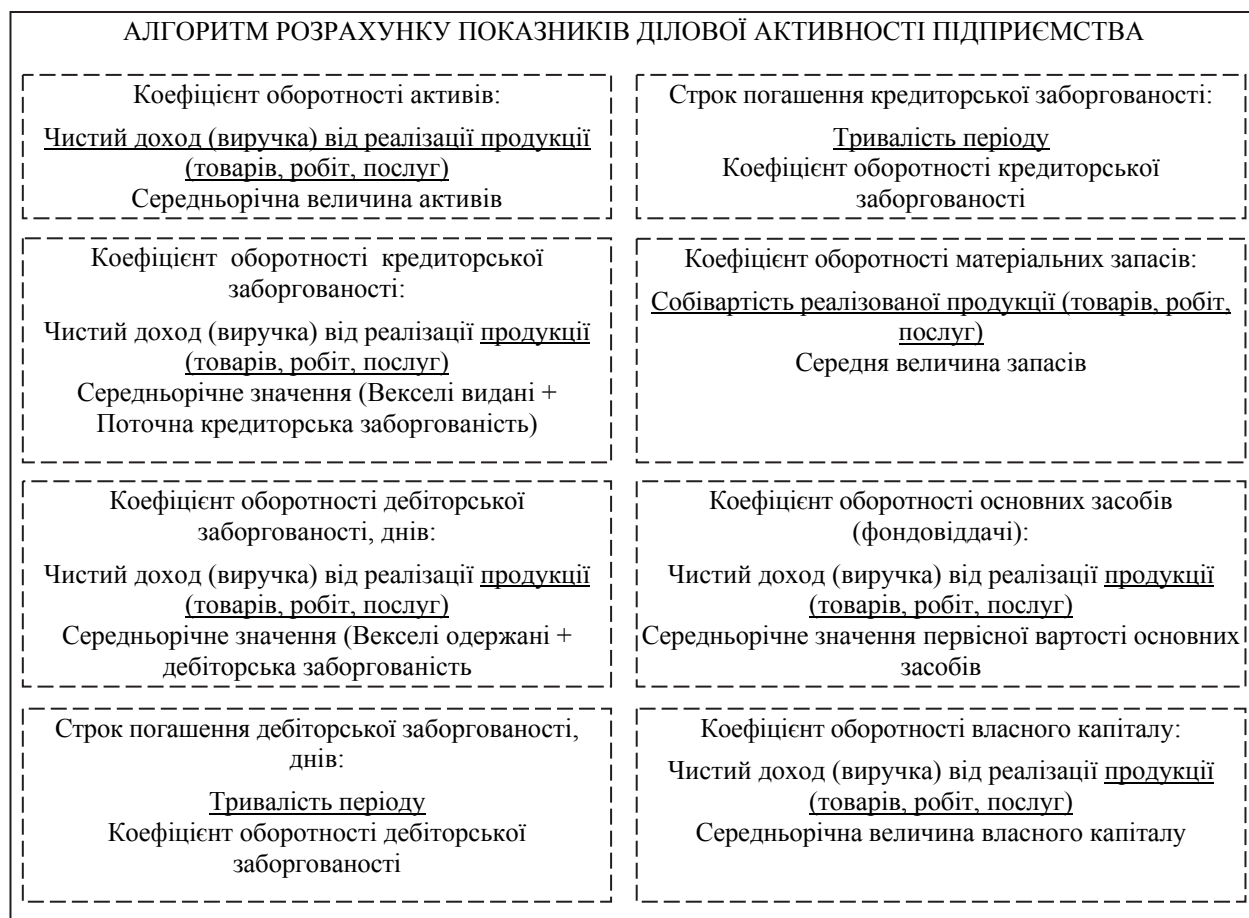 АЛГОРИТМ РОЗРАХУНКУ ПОКАЗНИКІВ ДІЛОВОЇ АКТИВНОСТІ ПІДПРИЄМСТВА
Коефіцієнт оборотності активів:
Чистий доход (виручка) від реалізації продукції
(товарів, робіт, послуг)
Середньорічна величина активів
Строк погашення кредиторської заборгованості:
Тривалість періоду
Коефіцієнт оборотності кредиторської
заборгованості
Коефіцієнт оборотності кредиторської
заборгованості:
Чистий доход (виручка) від реалізації продукції
(товарів, робіт, послуг)
Середньорічне значення (Векселі видані +
Поточна кредиторська заборгованість)
Коефіцієнт оборотності матеріальних запасів:
Собівартість реалізованої продукції (товарів, робіт,
послуг)
Середня величина запасів
Коефіцієнт оборотності дебіторської
заборгованості, днів:
Чистий доход (виручка) від реалізації продукції
(товарів, робіт, послуг)
Середньорічне значення (Векселі одержані +
дебіторська заборгованість
Коефіцієнт оборотності основних засобів
(фондовіддачі):
Чистий доход (виручка) від реалізації продукції
(товарів, робіт, послуг)
Середньорічне значення первісної вартості основних
засобів
Строк погашення дебіторської заборгованості,
днів:
Тривалість періоду
Коефіцієнт оборотності дебіторської
заборгованості
Коефіцієнт оборотності власного капіталу:
Чистий доход (виручка) від реалізації продукції
(товарів, робіт, послуг)
Середньорічна величина власного капіталу